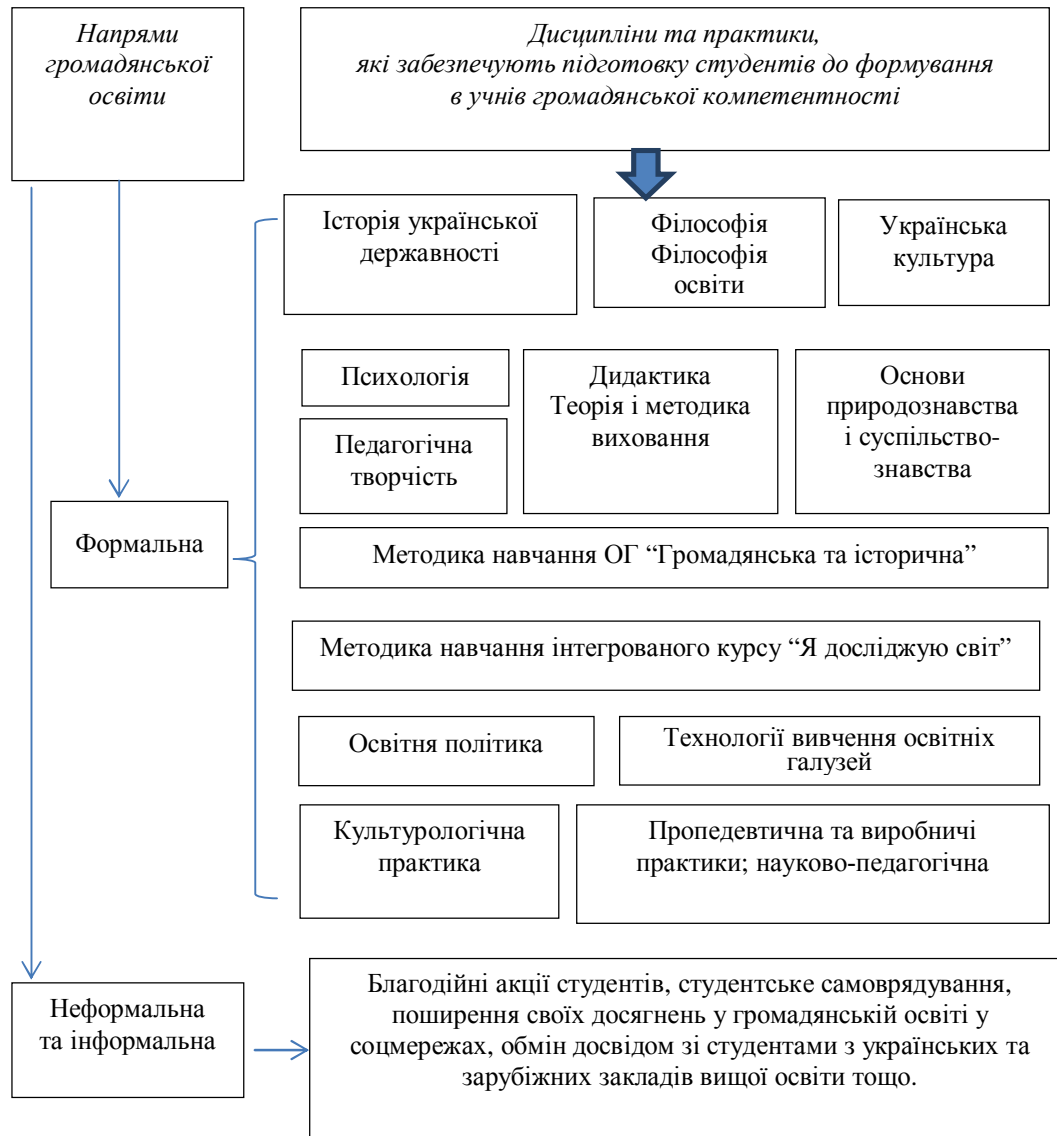 Напрями
громадянської
освіти
Дисципліни та практики,
які забезпечують підготовку студентів до формування
в учнів громадянської компетентності
Історія української
державності
Філософія
Філософія
освіти
Українська
культура
Психологія
Педагогічна
творчість
Дидактика
Теорія і методика
виховання
Основи
природознавства
і суспільство-
знавства
Формальна
Методика навчання ОГ “Громадянська та історична”
Методика навчання інтегрованого курсу “Я досліджую світ”
Освітня політика
Технології вивчення освітніх
галузей
Культурологічна
практика
Пропедевтична та виробничі
практики; науково-педагогічна
Неформальна
та інформальна
Благодійні акції студентів, студентське самоврядування,
поширення своїх досягнень у громадянській освіті у
соцмережах, обмін досвідом зі студентами з українських та
зарубіжних закладів вищої освіти тощо.